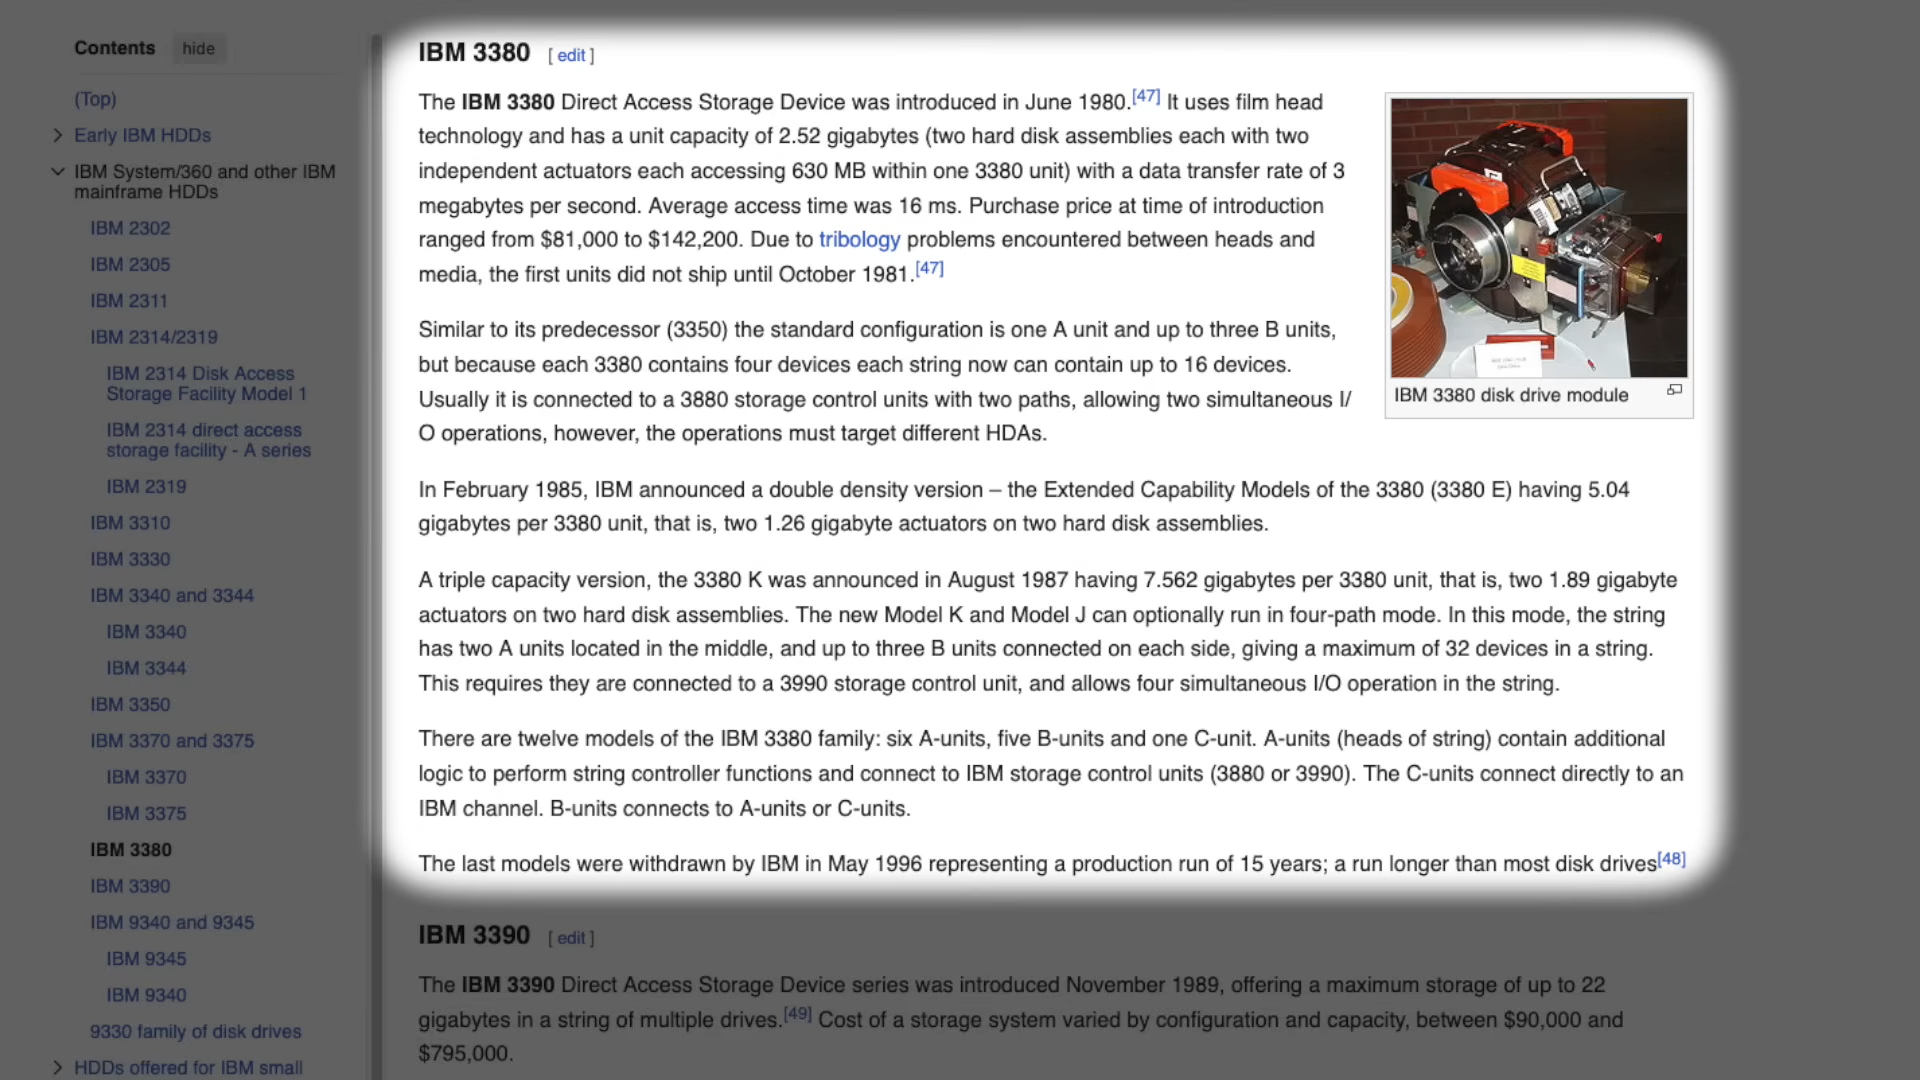 Contents hide
(Top)
Early IBM HDDs
IBM System/360 and other IBM
mainframe HDDs
IBM 2302
IBM 2305
IBM 2311
IBM 2314/2319
IBM 2314 Disk Access
Storage Facility Model 1
IBM 2314 direct access
storage facility - A series
IBM 2319
IBM 3310
IBM 3330
IBM 3340 and 3344
IBM 3340
IBM 3344
IBM 3350
IBM 3370 and 3375
IBM 3370
IBM 3375
IBM 3380
IBM 3390
IBM 9340 and 9345
IBM 9345
IBM 9340
9330 family of disk drives
HDDs offered for IBM small
IBM 3380 [ edit ]
The IBM 3380 Direct Access Storage Device was introduced in June 1980.[47] It uses film head
technology and has a unit capacity of 2.52 gigabytes (two hard disk assemblies each with two
independent actuators each accessing 630 MB within one 3380 unit) with a data transfer rate of 3
megabytes per second. Average access time was 16 ms. Purchase price at time of introduction
ranged from $81,000 to $142,200. Due to tribology problems encountered between heads and
media, the first units did not ship until October 1981.[47]
IBM 3380 disk drive module
Similar to its predecessor (3350) the standard configuration is one A unit and up to three B units,
but because each 3380 contains four devices each string now can contain up to 16 devices.
Usually it is connected to a 3880 storage control units with two paths, allowing two simultaneous I/
O operations, however, the operations must target different HDAs.
In February 1985, IBM announced a double density version – the Extended Capability Models of the 3380 (3380 E) having 5.04
gigabytes per 3380 unit, that is, two 1.26 gigabyte actuators on two hard disk assemblies.
A triple capacity version, the 3380 K was announced in August 1987 having 7.562 gigabytes per 3380 unit, that is, two 1.89 gigabyte
actuators on two hard disk assemblies. The new Model K and Model J can optionally run in four-path mode. In this mode, the string
has two A units located in the middle, and up to three B units connected on each side, giving a maximum of 32 devices in a string.
This requires they are connected to a 3990 storage control unit, and allows four simultaneous I/O operation in the string.
There are twelve models of the IBM 3380 family: six A-units, five B-units and one C-unit. A-units (heads of string) contain additional
logic to perform string controller functions and connect to IBM storage control units (3880 or 3990). The C-units connect directly to an
IBM channel. B-units connects to A-units or C-units.
The last models were withdrawn by IBM in May 1996 representing a production run of 15 years; a run longer than most disk drives[48]
IBM 3390 [ edit ]
The IBM 3390 Direct Access Storage Device series was introduced November 1989, offering a maximum storage of up to 22
gigabytes in a string of multiple drives.[49] Cost of a storage system varied by configuration and capacity, between $90,000 and
$795,000.